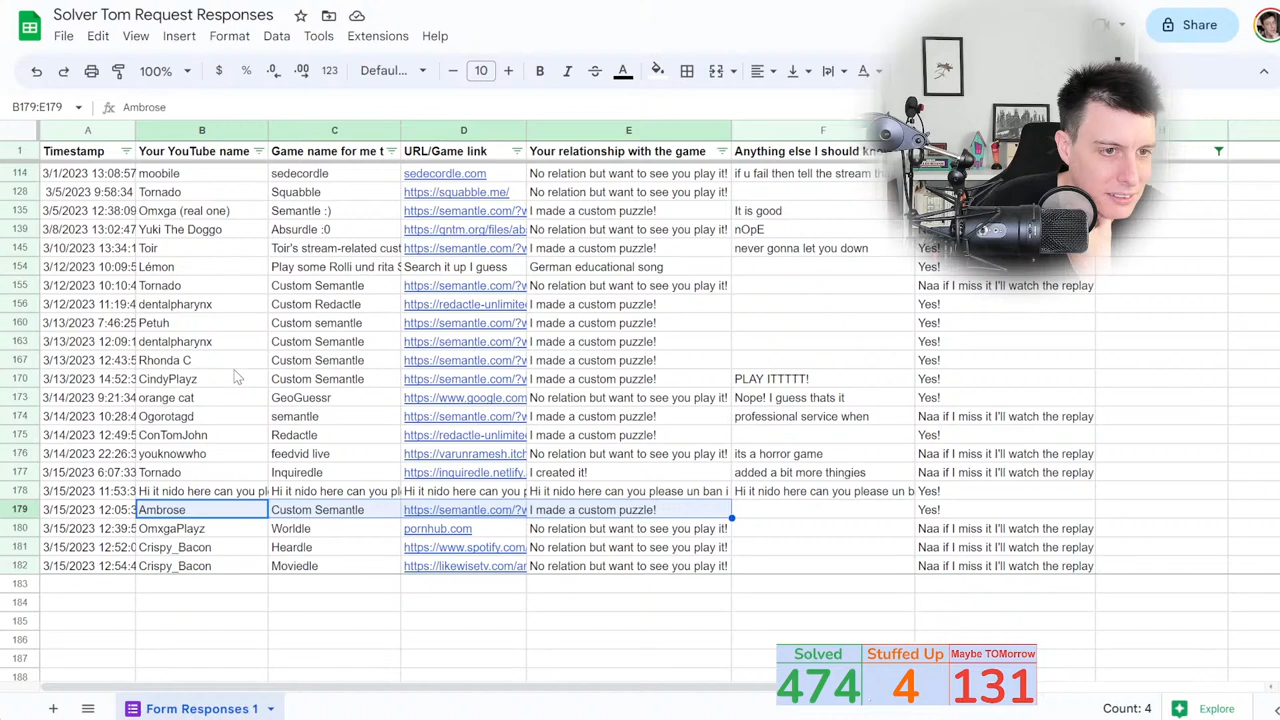 Solver Tom Request Responses
File Edit View Insert Format Data Tools Extensions Help
Share
100% $ % .0 .00 123 Defaul... 10 B I A
B179:E179 fx Ambrose
A B C D E F
1 Timestamp Your YouTube name Game name for me t URL/Game link Your relationship with the game Anything else I should kn
114 3/1/2023 13:08:57 moobile sedecordle sedecordle.com No relation but want to see you play it! if u fail then tell the stream
128 3/5/2023 9:58:34 Tornado Squabble https://squabble.me/ No relation but want to see you play it!
135 3/5/2023 12:38:09 Omxga (real one) Semantle :) https://semantle.com/?w I made a custom puzzle! It is good
139 3/8/2023 13:02:47 Yuki The Doggo Absurdle :0 https://qntm.org/files/ab No relation but want to see you play it! nOpE
145 3/10/2023 13:34:1 Toir Toir's stream-related cust https://semantle.com/?w I made a custom puzzle! never gonna let you down Yes!
154 3/12/2023 10:09:5 Lémon Play some Rolli und rita S Search it up I guess German educational song Yes!
155 3/12/2023 10:10:4 Tornado Custom Semantle https://semantle.com/?w No relation but want to see you play it! Naa if I miss it I'll watch the replay
156 3/12/2023 11:19:4 dentalpharynx Custom Redactle https://redactle-unlimite I made a custom puzzle! Yes!
160 3/13/2023 7:46:25 Petuh Custom semantle https://semantle.com/?w I made a custom puzzle! Yes!
163 3/13/2023 12:09:1 dentalpharynx Custom Semantle https://semantle.com/?w I made a custom puzzle! Yes!
167 3/13/2023 12:43:5 Rhonda C Custom Semantle https://semantle.com/?w I made a custom puzzle! Yes!
170 3/13/2023 14:52:3 CindyPlayz Custom Semantle https://semantle.com/?w I made a custom puzzle! PLAY ITTTTT! Yes!
173 3/14/2023 9:21:34 orange cat GeoGuessr https://www.google.com No relation but want to see you play it! Nope! I guess thats it Yes!
174 3/14/2023 10:28:4 Ogorotagd semantle https://semantle.com/?w I made a custom puzzle! professional service when Naa if I miss it I'll watch the replay
175 3/14/2023 12:49:5 ConTomJohn Redactle https://redactle-unlimite I made a custom puzzle! Yes!
176 3/14/2023 22:26:3 youknowwho feedvid live https://varunramesh.itch No relation but want to see you play it! its a horror game Naa if I miss it I'll watch the replay
177 3/15/2023 6:07:33 Tornado Inquiredle https://inquiredle.netlify. I created it! added a bit more thingies Naa if I miss it I'll watch the replay
178 3/15/2023 11:53:3 Hi it nido here can you pl Hi it nido here can you ple Hi it nido here can you p Hi it nido here can you please un ban i Hi it nido here can you please un b Yes!
179 3/15/2023 12:05:3 Ambrose Custom Semantle https://semantle.com/?w I made a custom puzzle! Yes!
180 3/15/2023 12:39:5 OmxgaPlayz Worldle pornhub.com No relation but want to see you play it! Naa if I miss it I'll watch the replay
181 3/15/2023 12:52:0 Crispy_Bacon Heardle https://www.spotify.com/ No relation but want to see you play it! Naa if I miss it I'll watch the replay
182 3/15/2023 12:54:4 Crispy_Bacon Moviedle https://likewisetv.com/ar No relation but want to see you play it! Naa if I miss it I'll watch the replay
183
184
185
186
187
188
Solved Stuffed Up Maybe TOMorrow
474 4 131
Form Responses 1 Count: 4 Explore